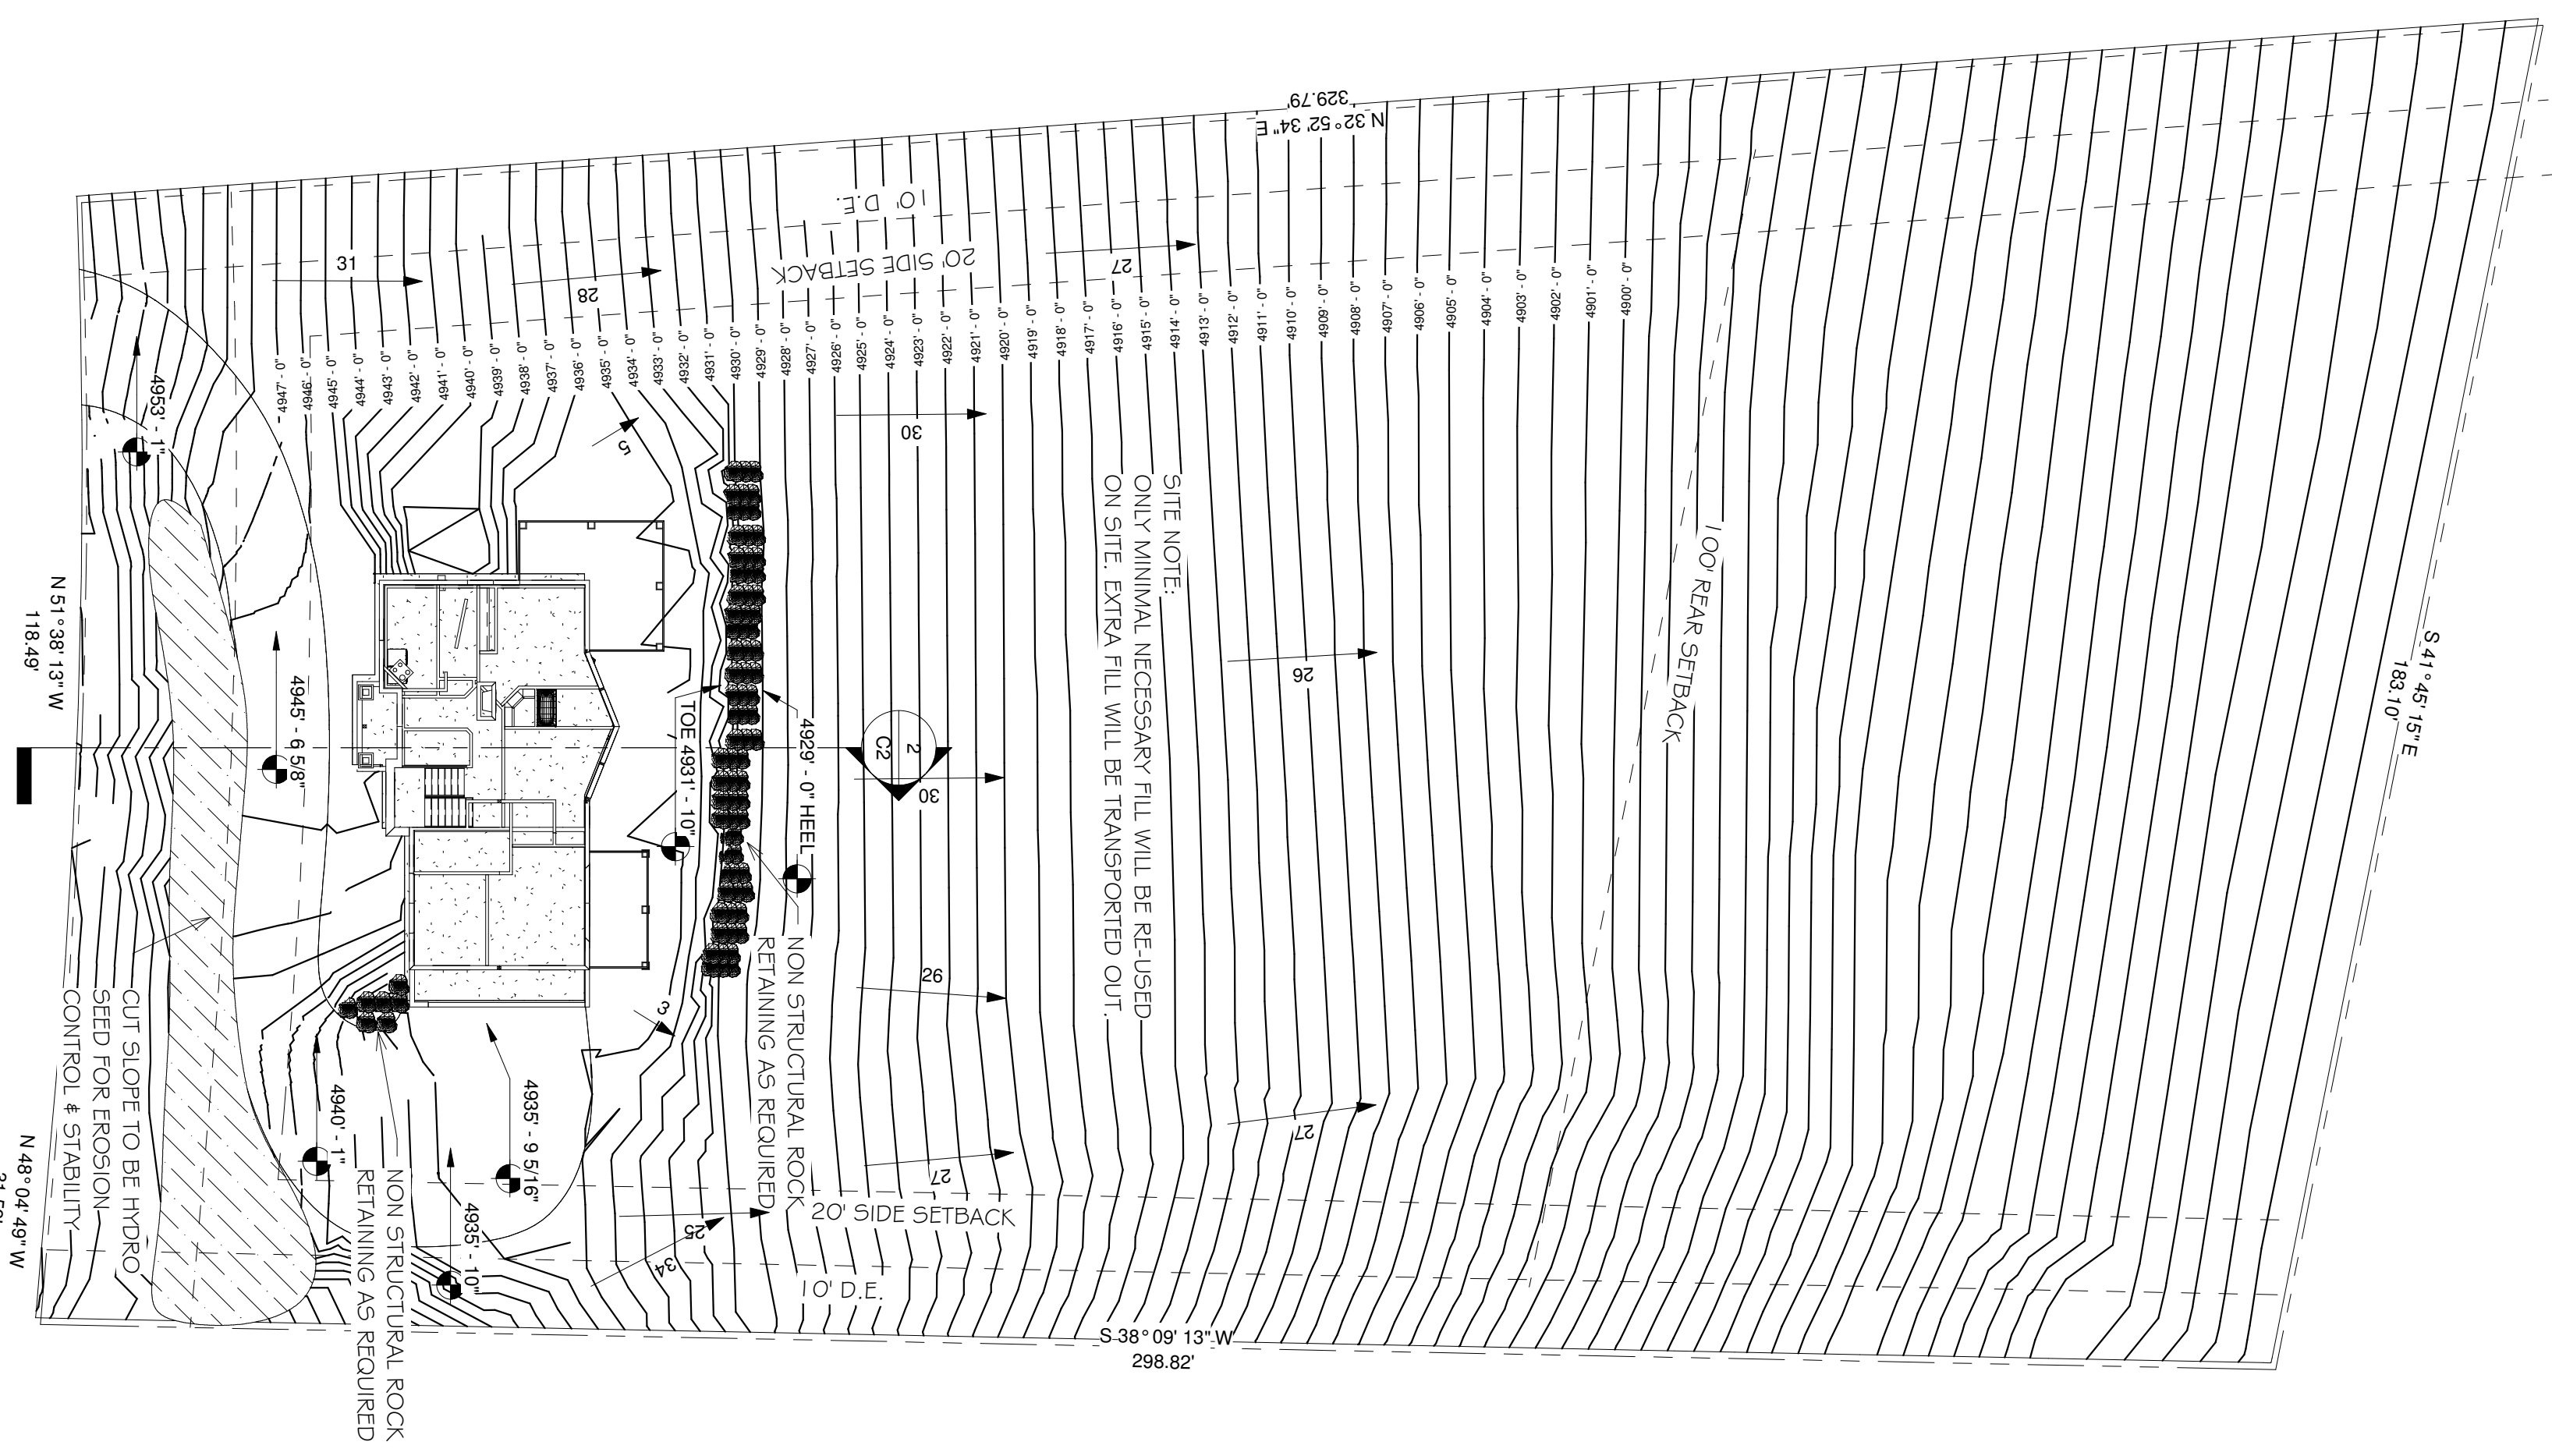 329.79'
N 32° 52' 34" E
10' D.E.
20' SIDE SETBACK
31
28
27
5
30
4953' - 1"
4947' - 0"
4946' - 0"
4945' - 0"
4944' - 0"
4943' - 0"
4942' - 0"
4941' - 0"
4940' - 0"
4939' - 0"
4938' - 0"
4937' - 0"
4936' - 0"
4935' - 0"
4934' - 0"
4933' - 0"
4932' - 0"
4931' - 0"
4930' - 0"
4929' - 0"
4928' - 0"
4927' - 0"
4926' - 0"
4925' - 0"
4924' - 0"
4923' - 0"
4922' - 0"
4921' - 0"
4920' - 0"
4919' - 0"
4918' - 0"
4917' - 0"
4916' - 0"
4915' - 0"
4914' - 0"
4913' - 0"
4912' - 0"
4911' - 0"
4910' - 0"
4909' - 0"
4908' - 0"
4907' - 0"
4906' - 0"
4905' - 0"
4904' - 0"
4903' - 0"
4902' - 0"
4901' - 0"
4900' - 0"
SITE NOTE:
ONLY MINIMAL NECESSARY FILL WILL BE RE-USED
ON SITE. EXTRA FILL WILL BE TRANSPORTED OUT.
100' REAR SETBACK
S 41° 45' 15" E
183.10'
N 51° 38' 13" W
118.49'
4945' - 6 5/8"
TOE 4931' - 10"
4929' - 0" HEEL
2
C2
30
26
26
27
27
3
25
34
NON STRUCTURAL ROCK
RETAINING AS REQUIRED
4935' - 9 5/16"
4940' - 1"
4935' - 10"
NON STRUCTURAL ROCK
RETAINING AS REQUIRED
CUT SLOPE TO BE HYDRO
SEED FOR EROSION
CONTROL & STABILITY
N 48° 04' 49" W
20' SIDE SETBACK
10' D.E.
S 38° 09' 13" W
298.82'